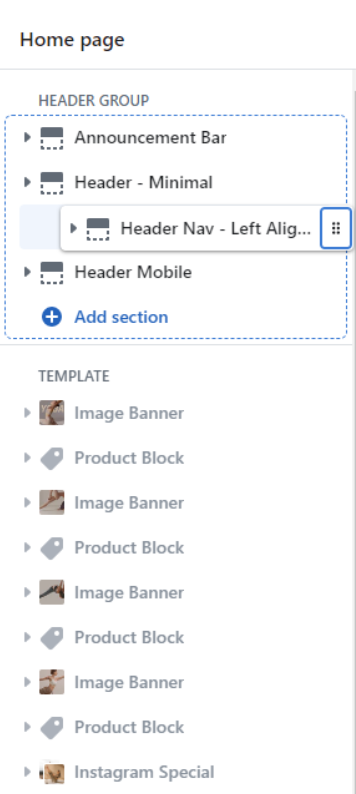 Home page
HEADER GROUP
Announcement Bar
Header - Minimal
Header Nav - Left Alig...
Header Mobile
Add section
TEMPLATE
Image Banner
Product Block
Image Banner
Product Block
Image Banner
Product Block
Image Banner
Product Block
Instagram Special